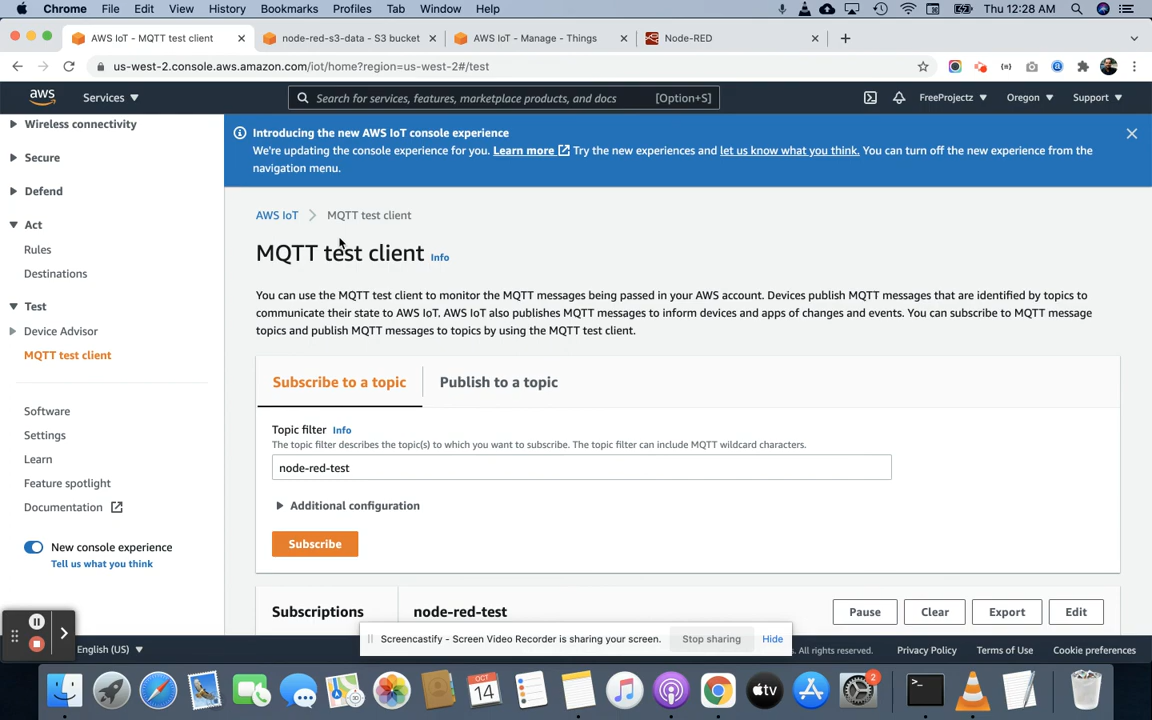 Chrome File Edit View History Bookmarks Profiles Tab Window Help Thu 12:28 AM
AWS IoT - MQTT test client node-red-s3-data - S3 bucket AWS IoT - Manage - Things Node-RED
us-west-2.console.aws.amazon.com/iot/home?region=us-west-2#/test
aws Services Search for services, features, marketplace products, and docs [Option+S] FreeProjectz Oregon Support
Wireless connectivity
Secure
Defend
Act
Rules
Destinations
Test
Device Advisor
MQTT test client
Software
Settings
Learn
Feature spotlight
Documentation
New console experience
Tell us what you think
Introducing the new AWS IoT console experience
We're updating the console experience for you. Learn more Try the new experiences and let us know what you think. You can turn off the new experience from the
navigation menu.
AWS IoT MQTT test client
MQTT test client Info
You can use the MQTT test client to monitor the MQTT messages being passed in your AWS account. Devices publish MQTT messages that are identified by topics to
communicate their state to AWS IoT. AWS IoT also publishes MQTT messages to inform devices and apps of changes and events. You can subscribe to MQTT message
topics and publish MQTT messages to topics by using the MQTT test client.
Subscribe to a topic Publish to a topic
Topic filter Info
The topic filter describes the topic(s) to which you want to subscribe. The topic filter can include MQTT wildcard characters.
node-red-test
Additional configuration
Subscribe
Subscriptions node-red-test Pause Clear Export Edit
Screencastify - Screen Video Recorder is sharing your screen. Stop sharing Hide
English (US) All rights reserved. Privacy Policy Terms of Use Cookie preferences
OCT
14
tv
2